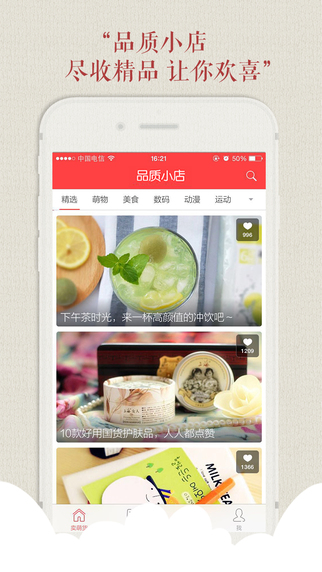 “品质小店
尽收精品 让你欢喜”
中国电信
16:21
50%
品质小店
精选 萌物 美食 数码 动漫 运动
996
下午茶时光，来一杯高颜值的冲饮吧～
1299
10款好用国货护肤品，人人都点赞
1366
MILK
TEA
我